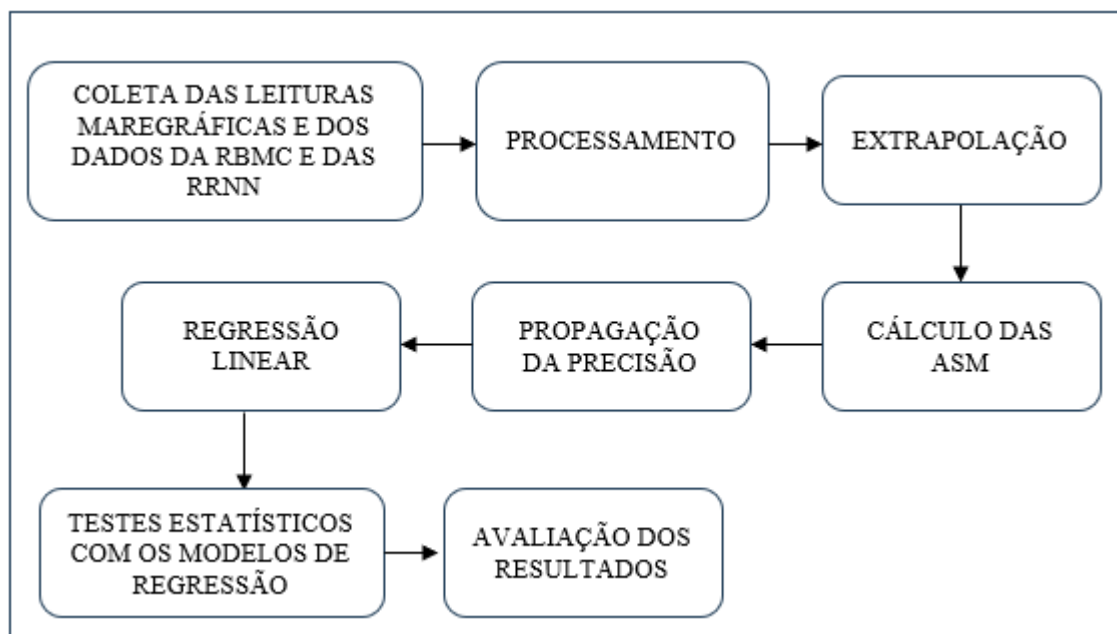 COLETA DAS LEITURAS
MAREGRÁFICAS E DOS
DADOS DA RBMC E DAS
RRNN
PROCESSAMENTO
EXTRAPOLAÇÃO
CÁLCULO DAS
ASM
PROPAGAÇÃO
DA PRECISÃO
REGRESSÃO
LINEAR
TESTES ESTATÍSTICOS
COM OS MODELOS DE
REGRESSÃO
AVALIAÇÃO DOS
RESULTADOS